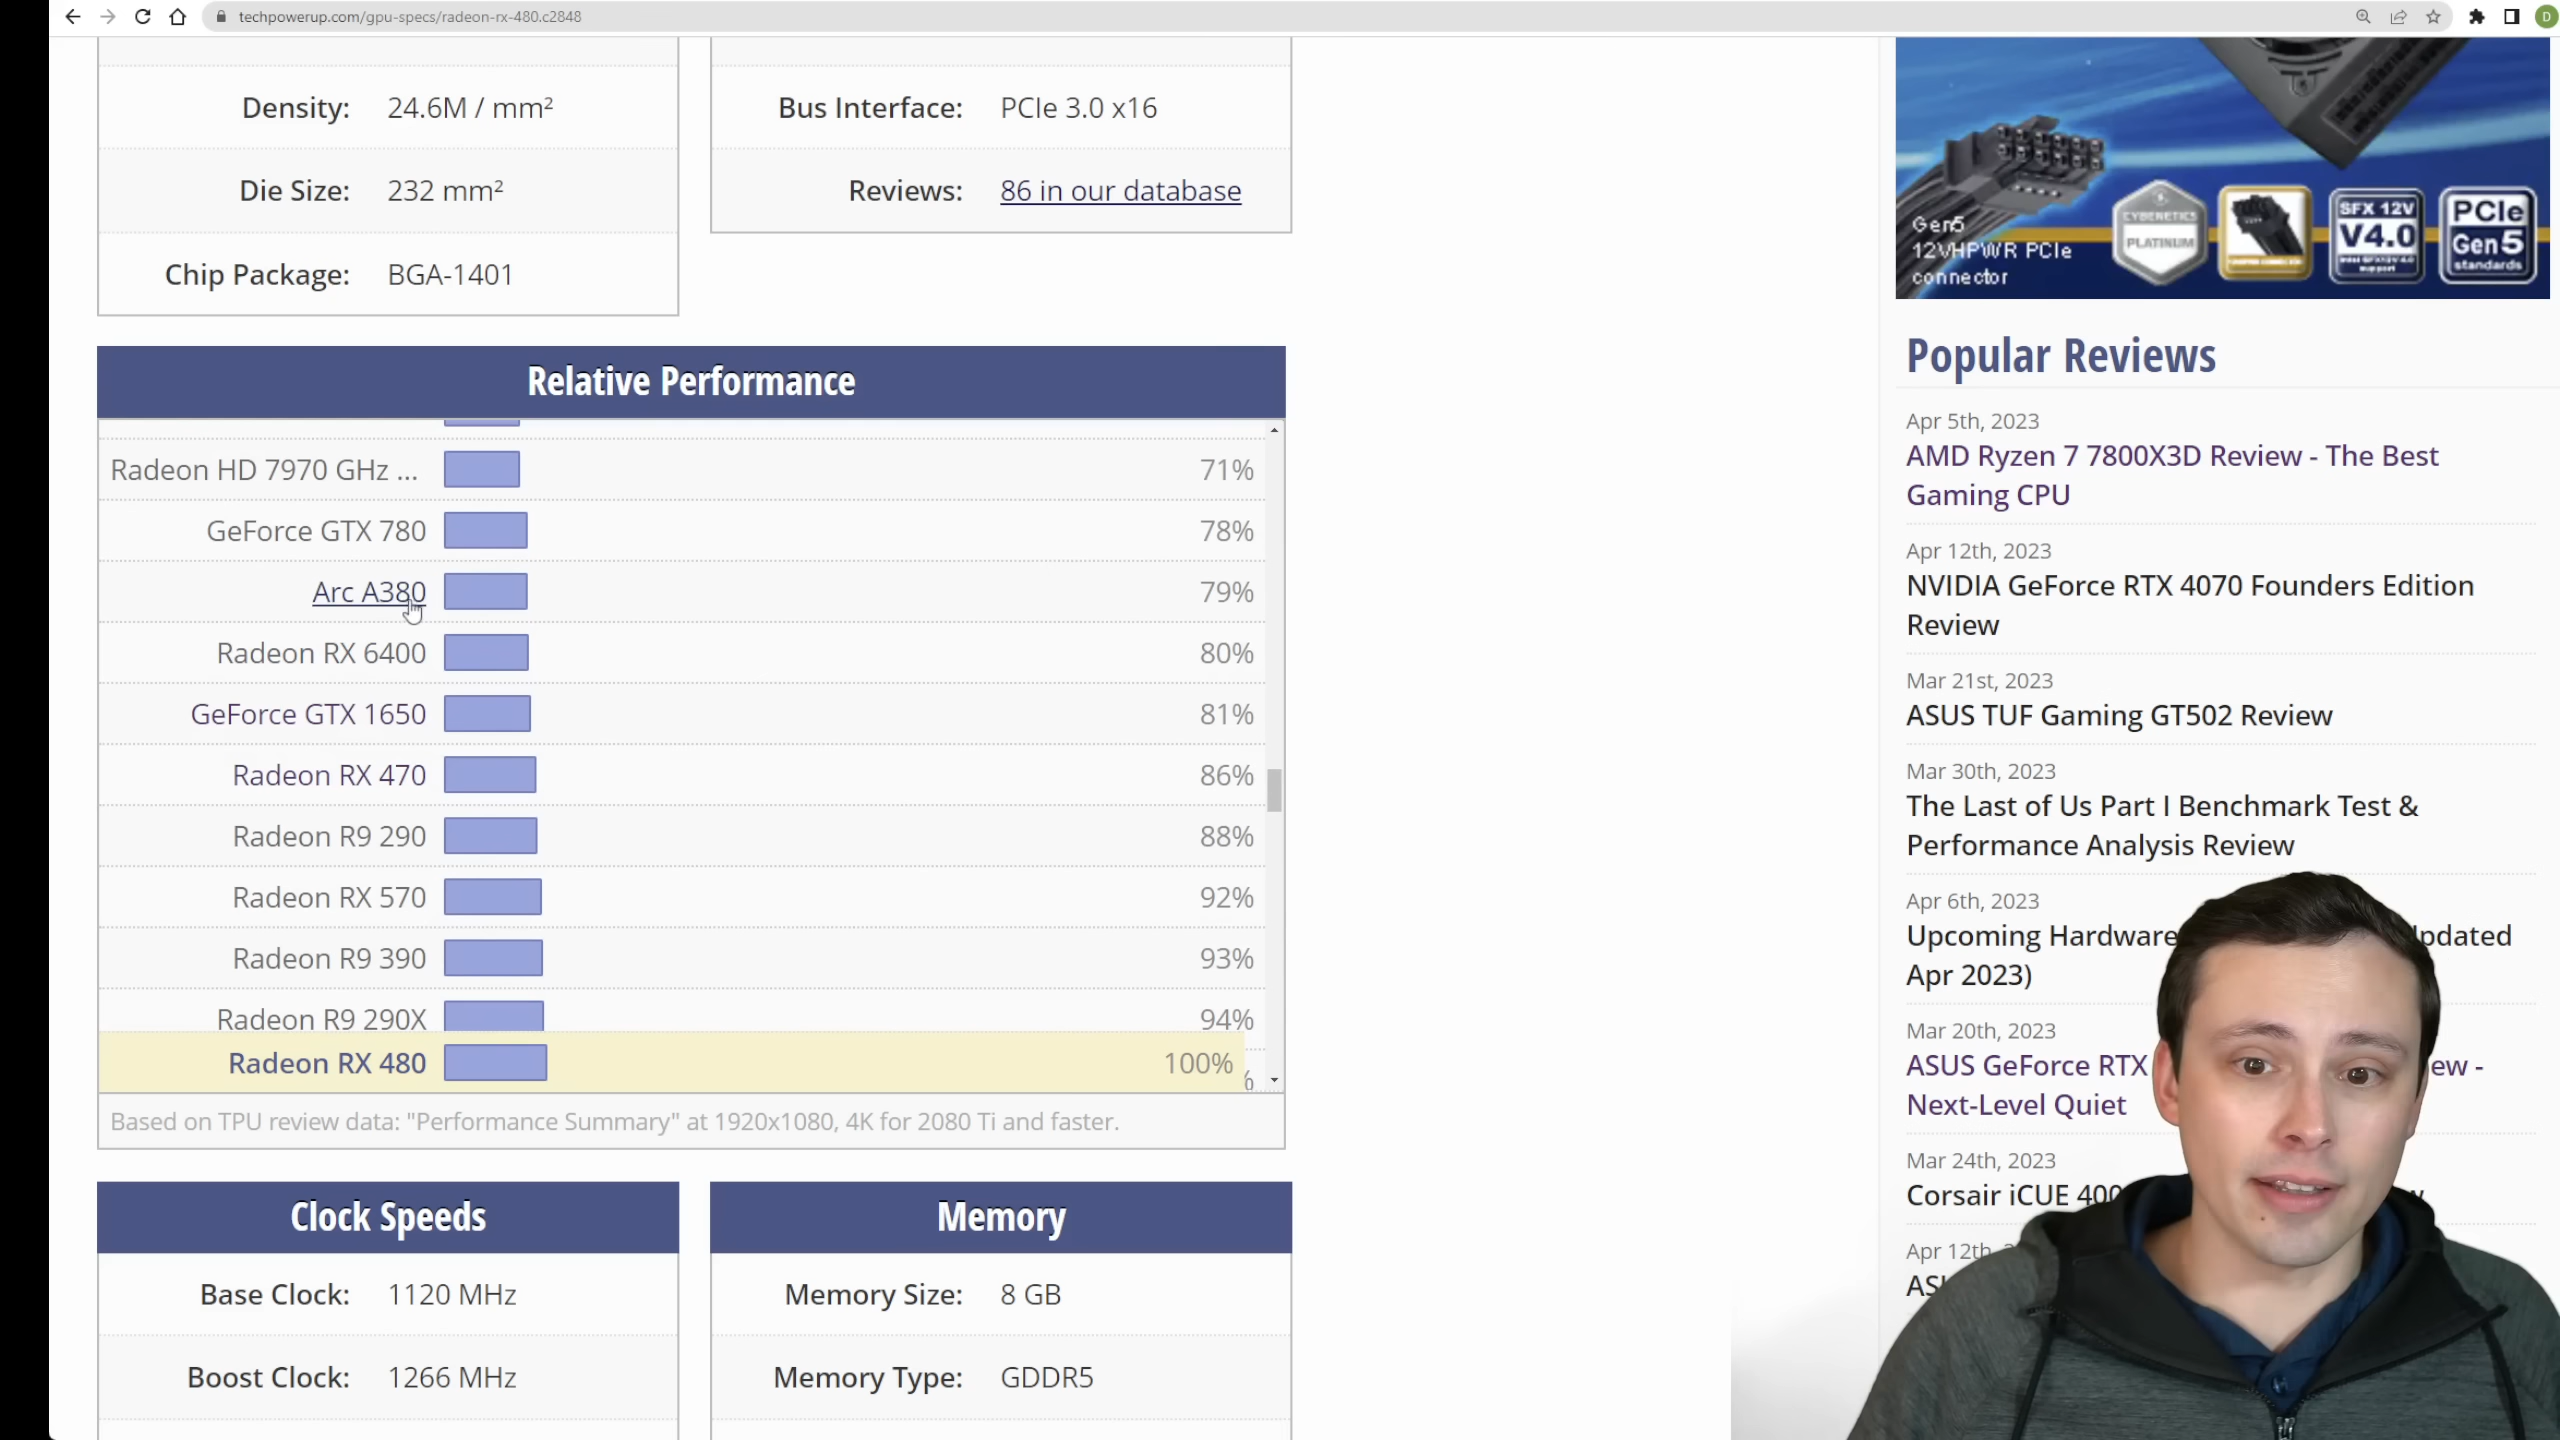 techpowerup.com/gpu-specs/radeon-rx-480.c2848
D
Density: 24.6M / mm²
Die Size: 232 mm²
Chip Package: BGA-1401
Bus Interface: PCIe 3.0 x16
Reviews: 86 in our database
Relative Performance
Radeon HD 7970 GHz ... 71%
GeForce GTX 780 78%
Arc A380 79%
Radeon RX 6400 80%
GeForce GTX 1650 81%
Radeon RX 470 86%
Radeon R9 290 88%
Radeon RX 570 92%
Radeon R9 390 93%
Radeon R9 290X 94%
Radeon RX 480 100%
Based on TPU review data: "Performance Summary" at 1920x1080, 4K for 2080 Ti and faster.
Clock Speeds
Base Clock: 1120 MHz
Boost Clock: 1266 MHz
Memory
Memory Size: 8 GB
Memory Type: GDDR5
Gen5
12VHPWR PCIe
connector
CYBENETICS
PLATINUM
SFX 12V
V4.0
PCIe
Gen5
standards
Popular Reviews
Apr 5th, 2023
AMD Ryzen 7 7800X3D Review - The Best
Gaming CPU
Apr 12th, 2023
NVIDIA GeForce RTX 4070 Founders Edition
Review
Mar 21st, 2023
ASUS TUF Gaming GT502 Review
Mar 30th, 2023
The Last of Us Part I Benchmark Test &
Performance Analysis Review
Apr 6th, 2023
Upcoming Hardware pdated
Apr 2023)
Mar 20th, 2023
ASUS GeForce RTX ew -
Next-Level Quiet
Mar 24th, 2023
Corsair iCUE 400
Apr 12th, 2
AS